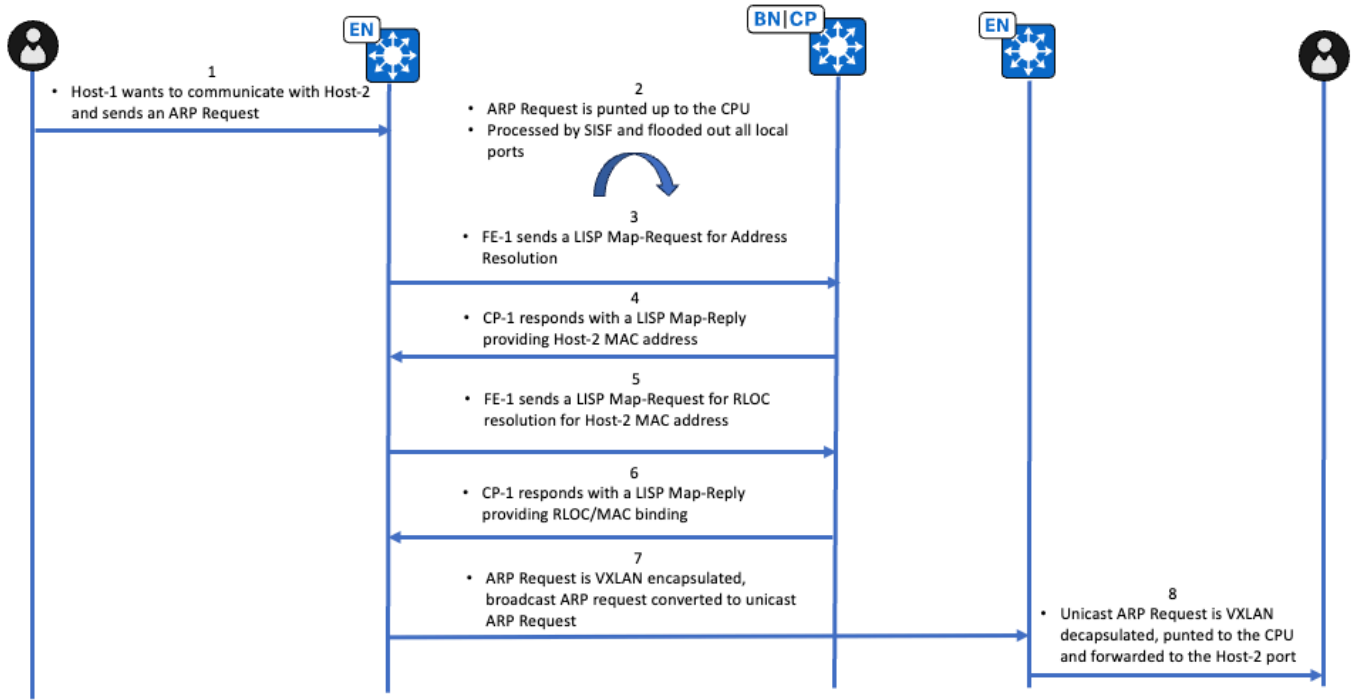 EN
BN|CP
EN
1
• Host-1 wants to communicate with Host-2
and sends an ARP Request
2
• ARP Request is punted up to the CPU
• Processed by SISF and flooded out all local
ports
3
• FE-1 sends a LISP Map-Request for Address
Resolution
4
• CP-1 responds with a LISP Map-Reply
providing Host-2 MAC address
5
• FE-1 sends a LISP Map-Request for RLOC
resolution for Host-2 MAC address
6
• CP-1 responds with a LISP Map-Reply
providing RLOC/MAC binding
7
• ARP Request is VXLAN encapsulated,
broadcast ARP request converted to unicast
ARP Request
8
• Unicast ARP Request is VXLAN
decapsulated, punted to the CPU
and forwarded to the Host-2 port